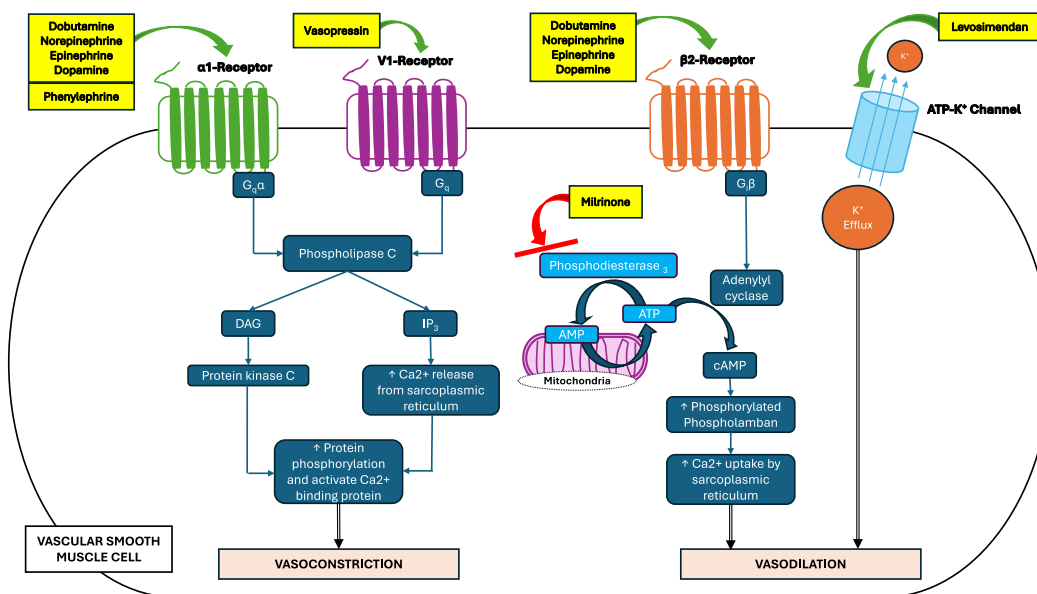 Dobutamine
Norepinephrine
Epinephrine
Dopamine
Phenylephrine
α1-Receptor
Vasopressin
V1-Receptor
Dobutamine
Norepinephrine
Epinephrine
Dopamine
β2-Receptor
Levosimendan
K⁺
ATP-K⁺ Channel
Gqα
Gq
Giβ
K⁺
Efflux
Milrinone
Phospholipase C
Phosphodiesterase 3
Adenylyl
cyclase
DAG
IP3
ATP
AMP
Mitochondria
cAMP
Protein kinase C
↑ Ca2+ release
from sarcoplasmic
reticulum
↑ Phosphorylated
Phospholamban
↑ Protein
phosphorylation
and activate Ca2+
binding protein
↑ Ca2+ uptake by
sarcoplasmic
reticulum
VASCULAR SMOOTH
MUSCLE CELL
VASOCONSTRICTION
VASODILATION